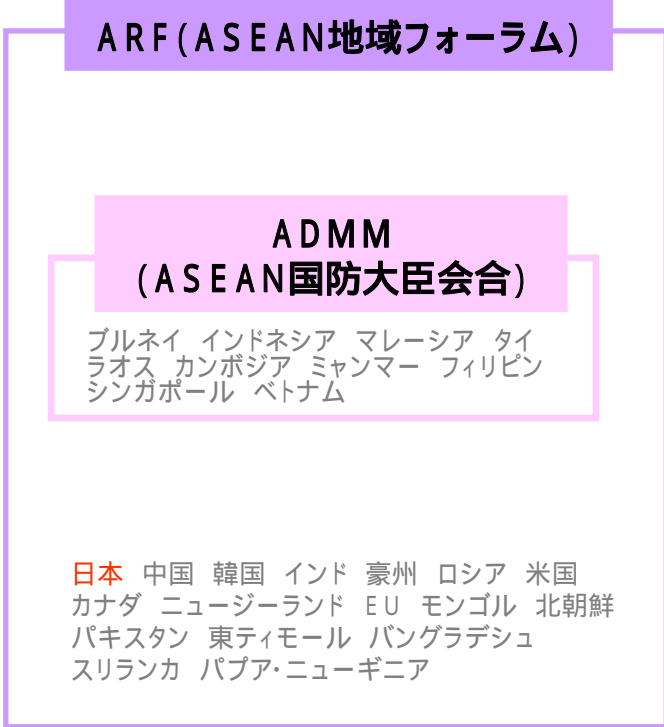 ARF(ASEAN地域フォーラム)
ADMM
(ASEAN国防大臣会合)
ブルネイ インドネシア マレーシア タイ
ラオス カンボジア ミャンマー フィリピン
シンガポール ベトナム
日本 中国 韓国 インド 豪州 ロシア 米国
カナダ ニュージーランド EU モンゴル 北朝鮮
パキスタン 東ティモール バングラデシュ
スリランカ パプア・ニューギニア